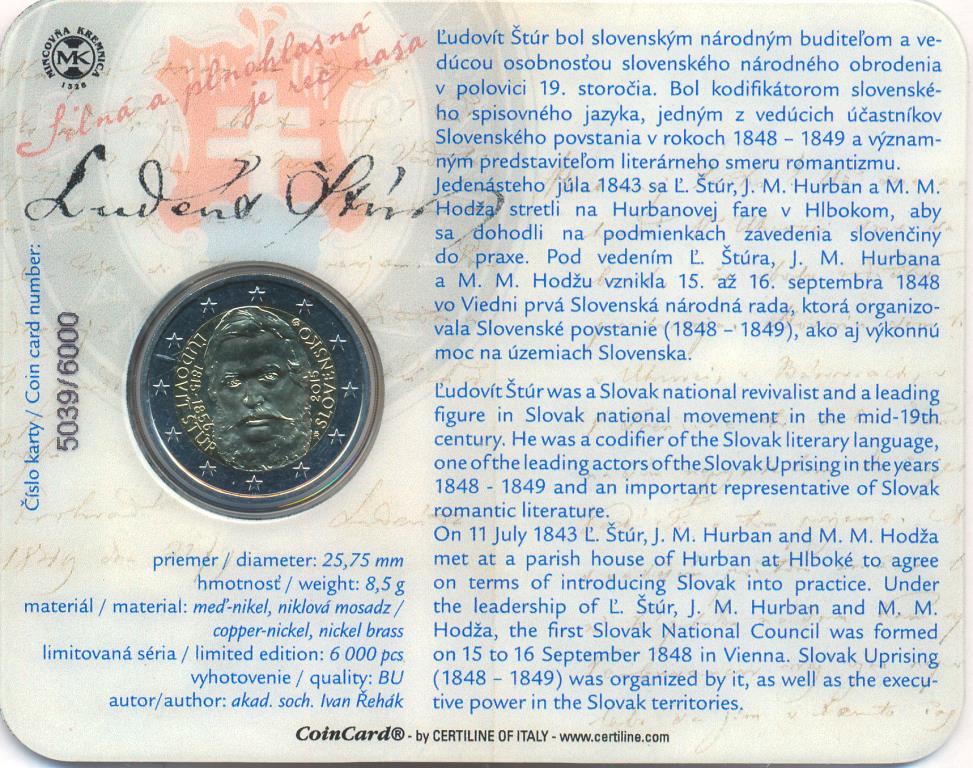 MINCOVŇA KREMNICA
MK
1328
silná a plnohlasná
je reč naša
Ľudevít Štúr
Číslo karty / Coin card number:
5039/6000
ĽUDOVÍT ŠTÚR
1815-1856
SLOVENSKO
2015
priemer / diameter: 25,75 mm
hmotnosť / weight: 8,5 g
materiál / material: meď-nikel, niklová mosadz /
copper-nickel, nickel brass
limitovaná séria / limited edition: 6 000 pcs
vyhotovenie / quality: BU
autor/author: akad. soch. Ivan Řehák
Ľudovít Štúr bol slovenským národným buditeľom a ve-
dúcou osobnosťou slovenského národného obrodenia
v polovici 19. storočia. Bol kodifikátorom slovenské-
ho spisovného jazyka, jedným z vedúcich účastníkov
Slovenského povstania v rokoch 1848 – 1849 a význam-
ným predstaviteľom literárneho smeru romantizmu.
Jedenásteho júla 1843 sa Ľ. Štúr, J. M. Hurban a M. M.
Hodža stretli na Hurbanovej fare v Hlbokom, aby
sa dohodli na podmienkach zavedenia slovenčiny
do praxe. Pod vedením Ľ. Štúra, J. M. Hurbana
a M. M. Hodžu vznikla 15. až 16. septembra 1848
vo Viedni prvá Slovenská národná rada, ktorá organizo-
vala Slovenské povstanie (1848 – 1849), ako aj výkonnú
moc na územiach Slovenska.
Ľudovít Štúr was a Slovak national revivalist and a leading
figure in Slovak national movement in the mid-19th
century. He was a codifier of the Slovak literary language,
one of the leading actors of the Slovak Uprising in the years
1848 - 1849 and an important representative of Slovak
romantic literature.
On 11 July 1843 Ľ. Štúr, J. M. Hurban and M. M. Hodža
met at a parish house of Hurban at Hlboké to agree
on terms of introducing Slovak into practice. Under
the leadership of Ľ. Štúr, J. M. Hurban and M. M.
Hodža, the first Slovak National Council was formed
on 15 to 16 September 1848 in Vienna. Slovak Uprising
(1848 – 1849) was organized by it, as well as the execu-
tive power in the Slovak territories.
CoinCard® - by CERTILINE OF ITALY - www.certiline.com